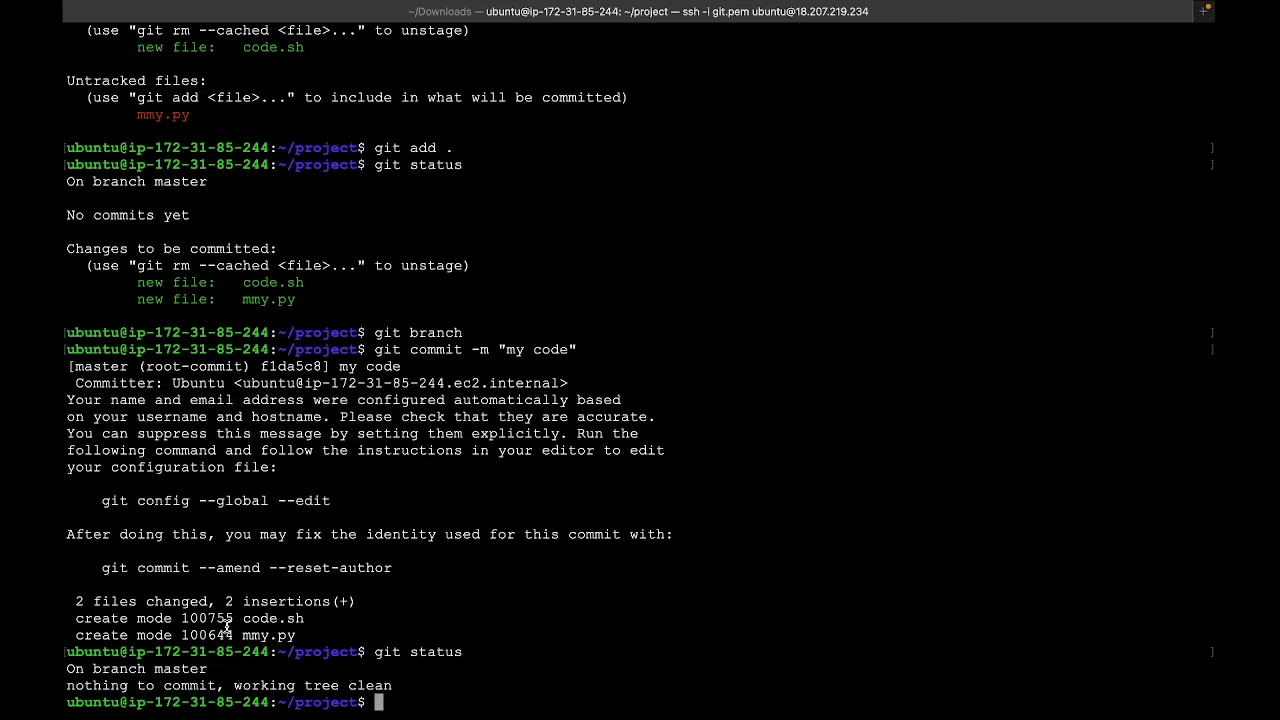 ~/Downloads — ubuntu@ip-172-31-85-244: ~/project — ssh -i git.pem ubuntu@18.207.219.234
(use "git rm --cached <file>..." to unstage)
new file:   code.sh
Untracked files:
(use "git add <file>..." to include in what will be committed)
mmy.py
ubuntu@ip-172-31-85-244:~/project$ git add .
ubuntu@ip-172-31-85-244:~/project$ git status
On branch master
No commits yet
Changes to be committed:
(use "git rm --cached <file>..." to unstage)
new file:   code.sh
new file:   mmy.py
ubuntu@ip-172-31-85-244:~/project$ git branch
ubuntu@ip-172-31-85-244:~/project$ git commit -m "my code"
[master (root-commit) f1da5c8] my code
Committer: Ubuntu <ubuntu@ip-172-31-85-244.ec2.internal>
Your name and email address were configured automatically based
on your username and hostname. Please check that they are accurate.
You can suppress this message by setting them explicitly. Run the
following command and follow the instructions in your editor to edit
your configuration file:
git config --global --edit
After doing this, you may fix the identity used for this commit with:
git commit --amend --reset-author
2 files changed, 2 insertions(+)
create mode 100755 code.sh
create mode 100644 mmy.py
ubuntu@ip-172-31-85-244:~/project$ git status
On branch master
nothing to commit, working tree clean
ubuntu@ip-172-31-85-244:~/project$